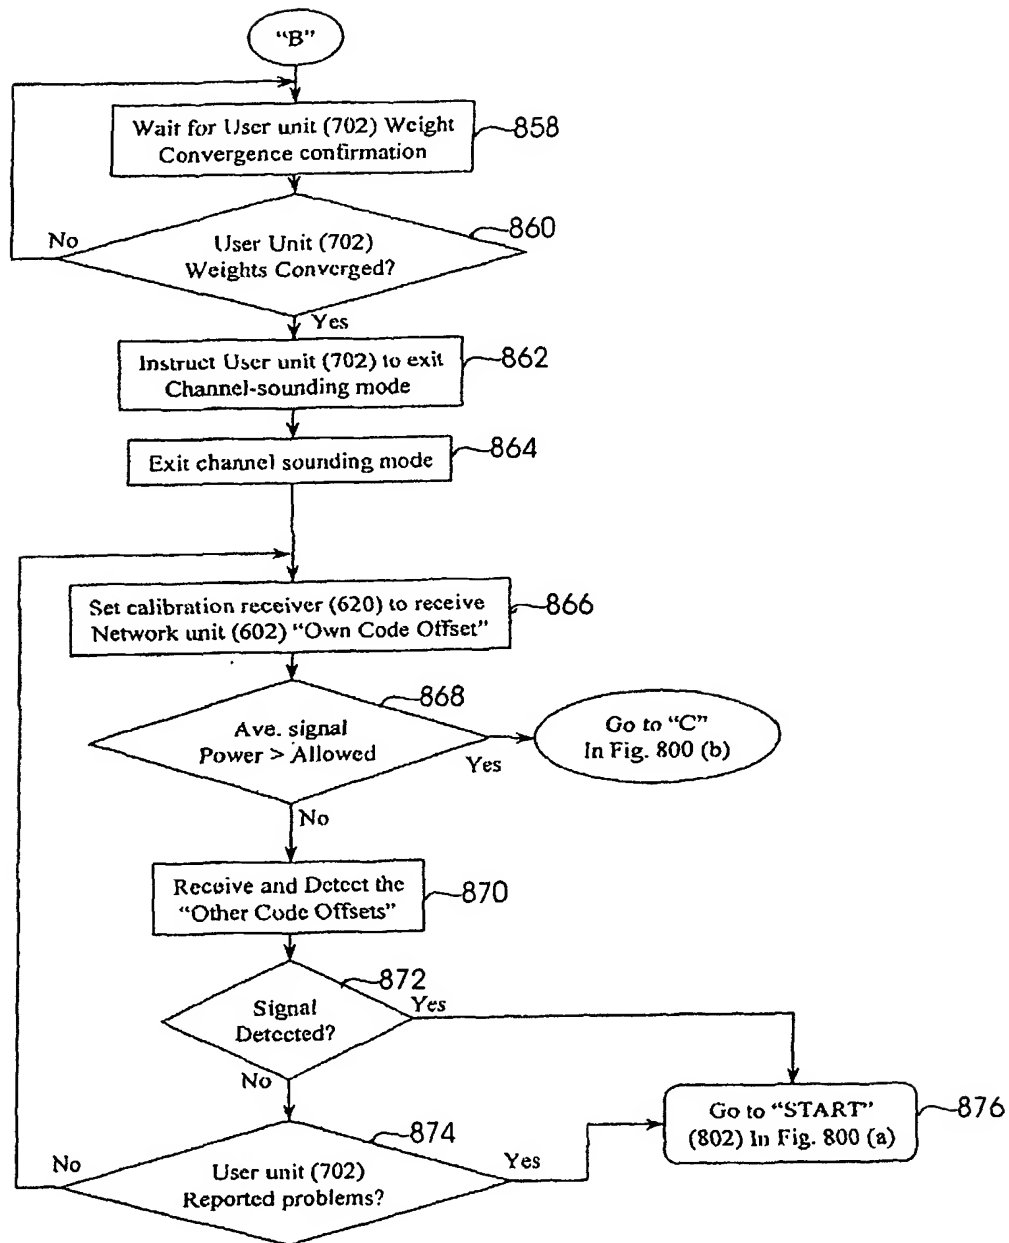 "B"
Wait for User unit (702) Weight
Convergence confirmation
858
860
No
User Unit (702)
Weights Converged?
Yes
Instruct User unit (702) to exit
Channel-sounding mode
862
Exit channel sounding mode
864
Set calibration receiver (620) to receive
Network unit (602) "Own Code Offset"
866
868
Ave. signal
Power > Allowed
Yes
Go to "C"
In Fig. 800 (b)
No
Receive and Detect the
"Other Code Offsets"
870
872
Yes
Signal
Detected?
No
Go to "START"
(802) In Fig. 800 (a)
876
874
No
Yes
User unit (702)
Reported problems?